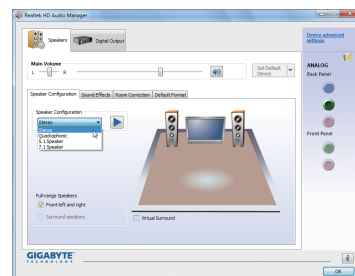 Realtek HD Audio Manager
Speakers
Digital Output
Device advanced settings
Main Volume
L
R
Set Default Device
ANALOG
Back Panel
Speaker Configuration
Sound Effects
Room Correction
Default Format
Speaker Configuration
Stereo
Stereo
Quadraphonic
5.1 Speaker
7.1 Speaker
Front Panel
Full-range Speakers
Front left and right
Surround speakers
Virtual Surround
GIGABYTE
TECHNOLOGY
OK